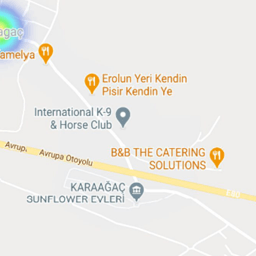 amelya
Erolun Yeri Kendin
Pisir Kendin Ye
International K-9
& Horse Club
B&B THE CATERING
SOLUTIONS
Avrup
Avrupa Otoyolu
KARAAĞAÇ
SUNFLOWER EVLERİ